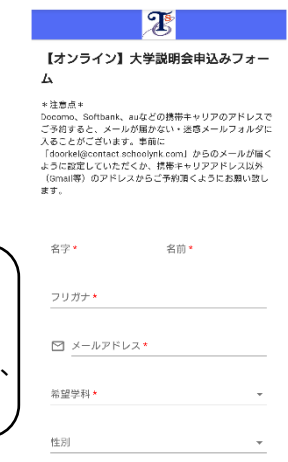 【オンライン】大学説明会申込みフォー
ム
＊注意点＊
Docomo、Softbank、auなどの携帯キャリアのアドレスで
ご予約すると、メールが届かない・迷惑メールフォルダに
入ることがございます。事前に
「doorkel@contact.schoolynk.com」からのメールが届く
ように設定していただくか、携帯キャリアアドレス以外
（Gmail等）のアドレスからご予約頂くようにお願い致し
ます。
名字 * 名前 *
フリガナ *
メールアドレス *
希望学科 *
性別
、